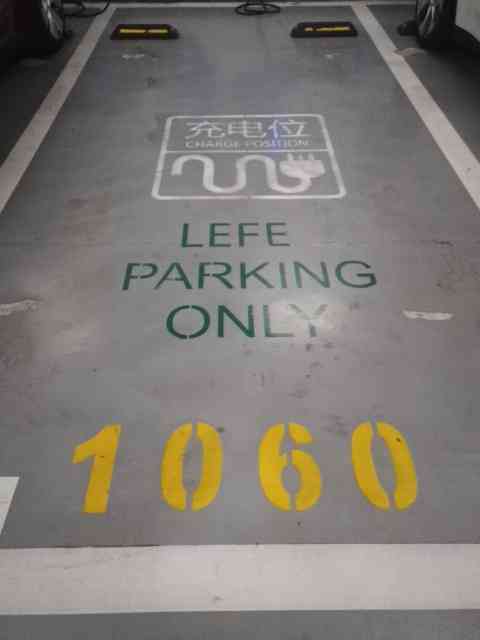 充电位
CHARGE POSITION
LEFE
PARKING
ONLY
1060